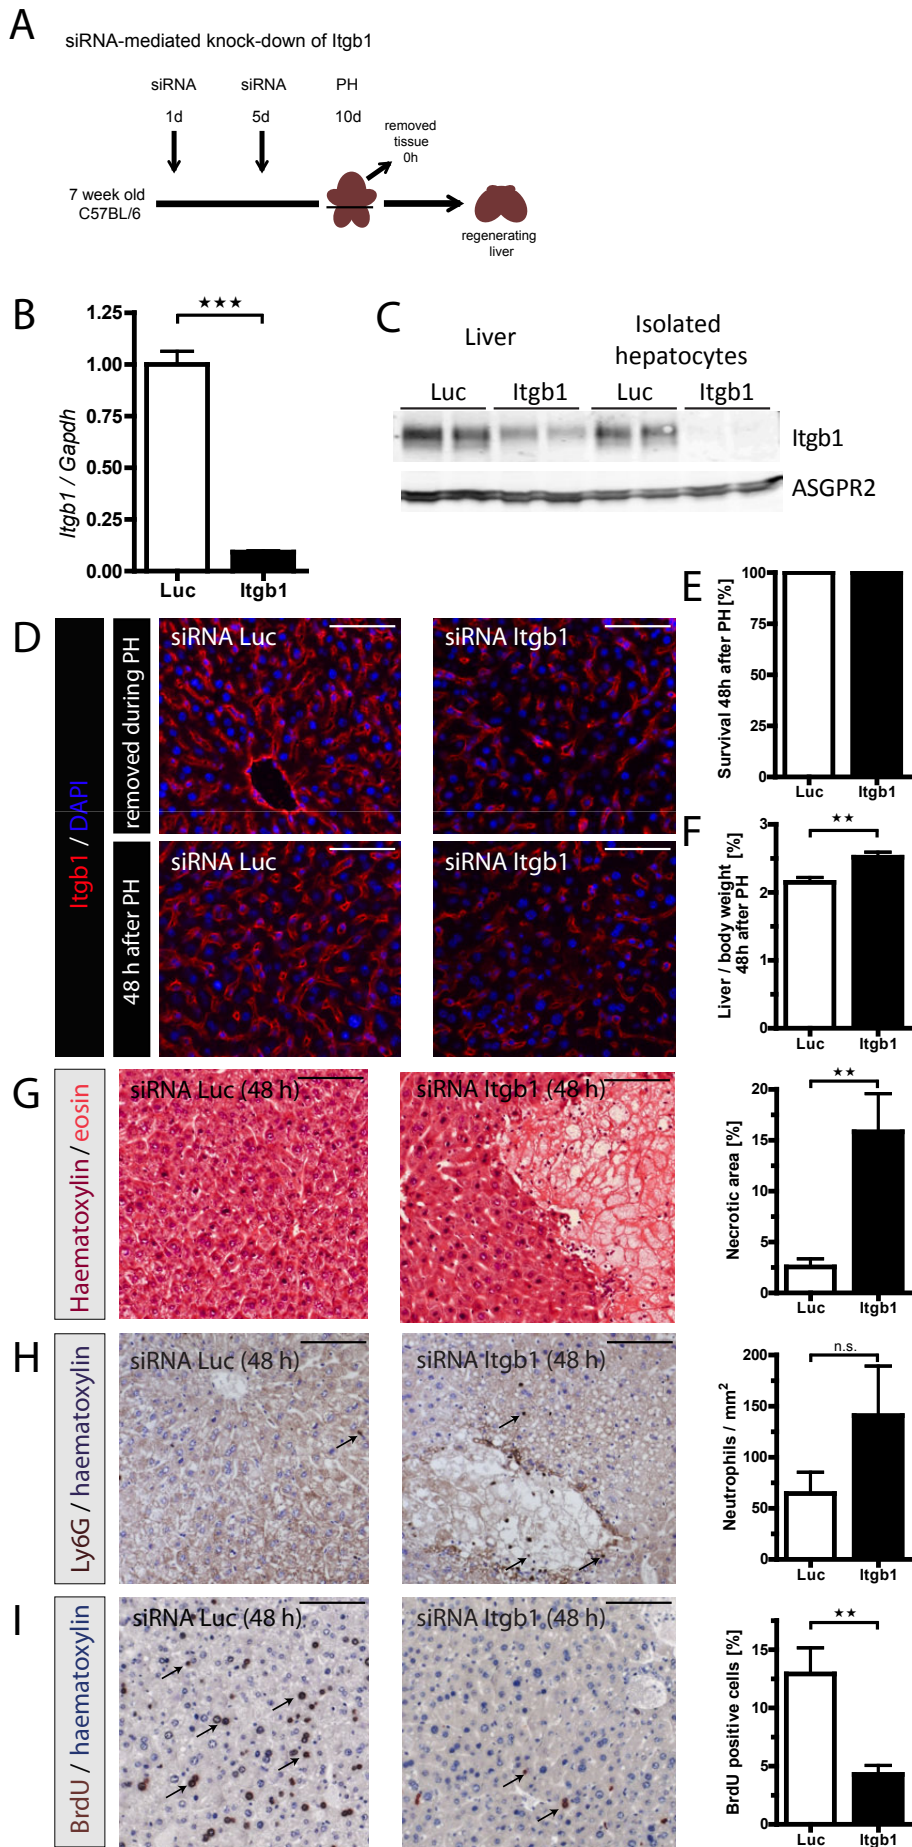 A
siRNA-mediated knock-down of Itgb1
siRNA
siRNA
PH
1d
5d
10d
removed
tissue
0h
7 week old
C57BL/6
regenerating
liver
B
Itgb1 / Gapdh
1.25
1.00
0.75
0.50
0.25
0.00
★★★
Luc
Itgb1
C
Liver
Isolated
hepatocytes
Luc
Itgb1
Luc
Itgb1
Itgb1
ASGPR2
D
Itgb1 / DAPI
removed during PH
siRNA Luc
siRNA Itgb1
48 h after PH
siRNA Luc
siRNA Itgb1
E
Survival 48h after PH [%]
100
75
50
25
0
Luc
Itgb1
F
Liver / body weight [%]
48h after PH
3
2
1
0
★★
Luc
Itgb1
G
Haematoxylin / eosin
siRNA Luc (48 h)
siRNA Itgb1 (48 h)
Necrotic area [%]
20
15
10
5
0
★★
Luc
Itgb1
H
Ly6G / haematoxylin
siRNA Luc (48 h)
siRNA Itgb1 (48 h)
Neutrophils / mm²
200
150
100
50
0
n.s.
Luc
Itgb1
I
BrdU / haematoxylin
siRNA Luc (48 h)
siRNA Itgb1 (48 h)
BrdU positive cells [%]
15
10
5
0
★★
Luc
Itgb1